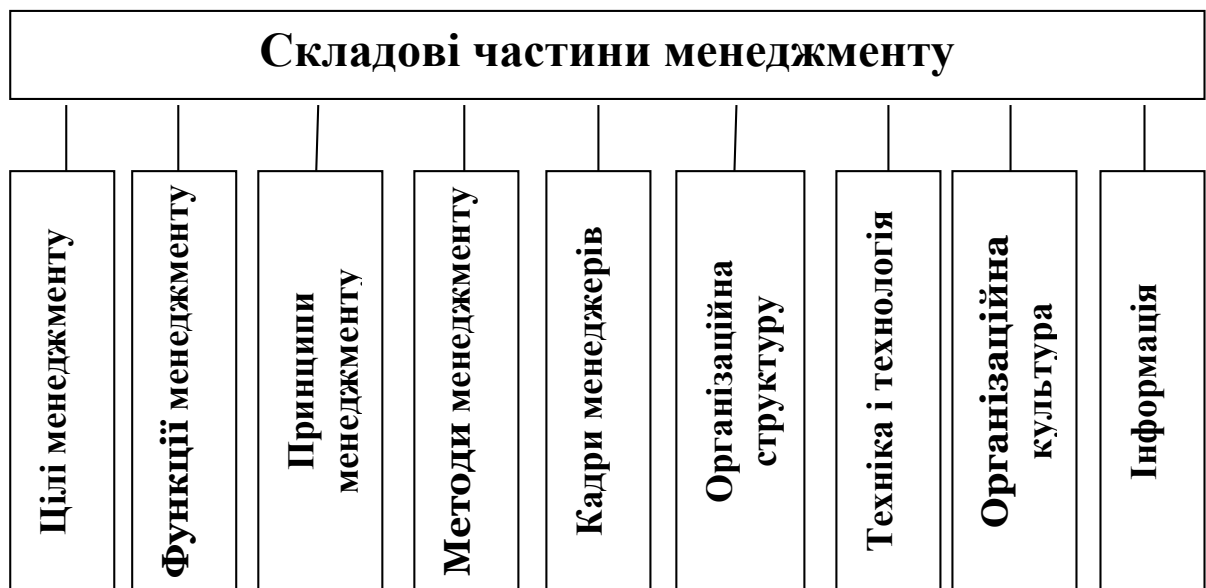 Складові частини менеджменту
Цілі менеджменту
Функції менеджменту
Принципи
менеджменту
Методи менеджменту
Кадри менеджерів
Організаційна
структуру
Техніка і технологія
Організаційна
культура
Інформація